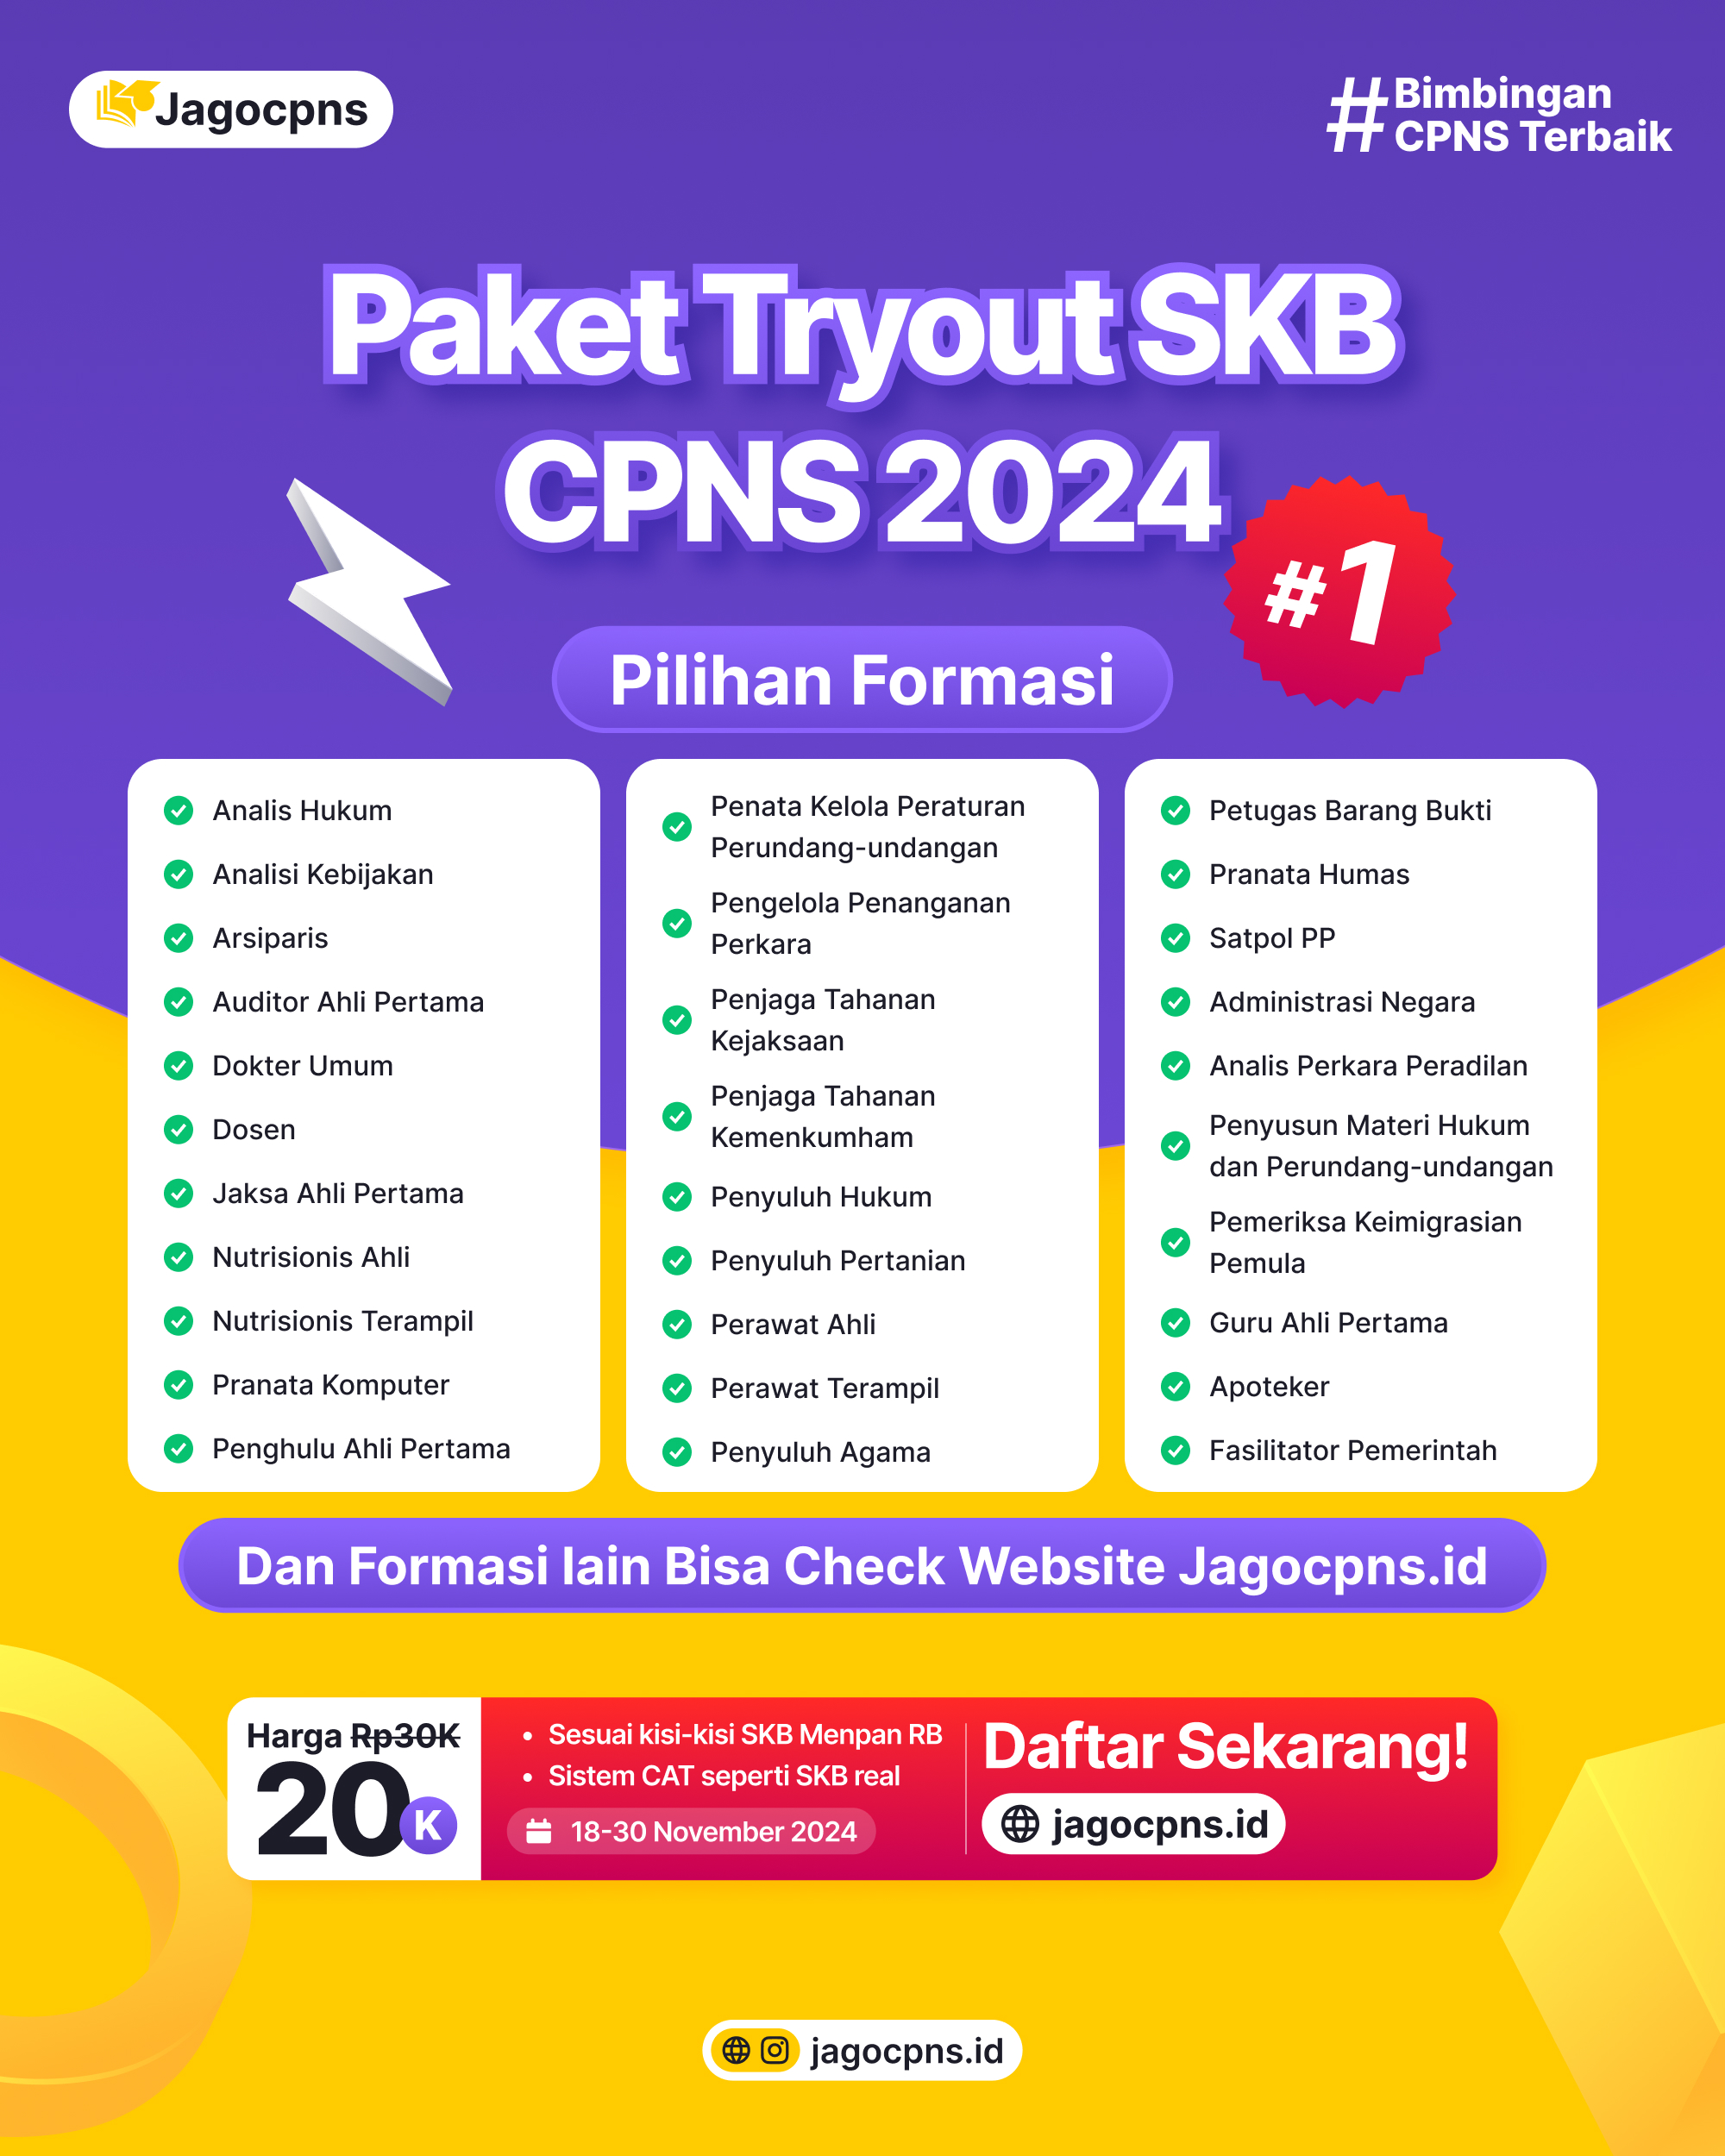 Jagocpns
#Bimbingan
CPNS Terbaik
Paket Tryout SKB
CPNS 2024
#1
Pilihan Formasi
Analis Hukum
Analisi Kebijakan
Arsiparis
Auditor Ahli Pertama
Dokter Umum
Dosen
Jaksa Ahli Pertama
Nutrisionis Ahli
Nutrisionis Terampil
Pranata Komputer
Penghulu Ahli Pertama
Penata Kelola Peraturan
Perundang-undangan
Pengelola Penanganan
Perkara
Penjaga Tahanan
Kejaksaan
Penjaga Tahanan
Kemenkumham
Penyuluh Hukum
Penyuluh Pertanian
Perawat Ahli
Perawat Terampil
Penyuluh Agama
Petugas Barang Bukti
Pranata Humas
Satpol PP
Administrasi Negara
Analis Perkara Peradilan
Penyusun Materi Hukum
dan Perundang-undangan
Pemeriksa Keimigrasian
Pemula
Guru Ahli Pertama
Apoteker
Fasilitator Pemerintah
Dan Formasi lain Bisa Check Website Jagocpns.id
Harga Rp30K
20K
• Sesuai kisi-kisi SKB Menpan RB
• Sistem CAT seperti SKB real
18-30 November 2024
Daftar Sekarang!
jagocpns.id
jagocpns.id